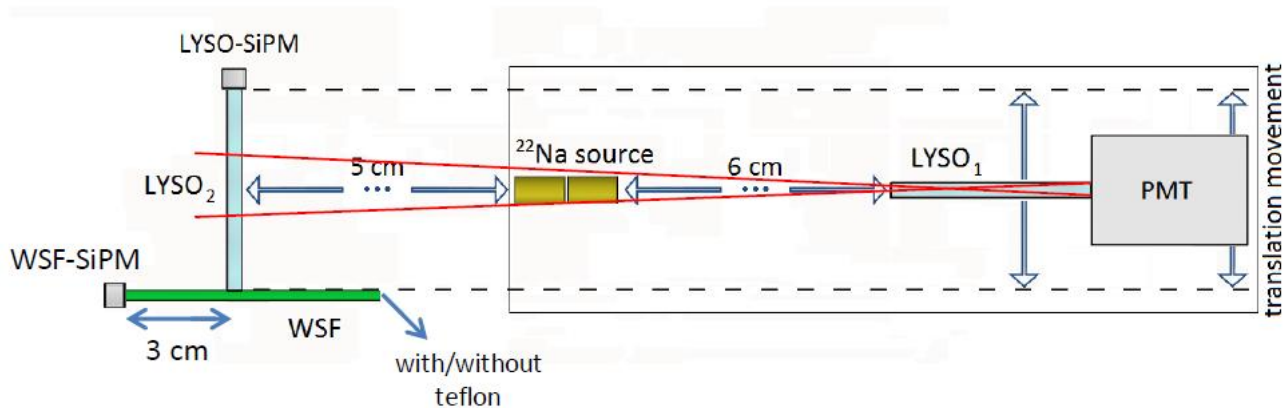 LYSO-SiPM
²²Na source
5 cm
6 cm
LYSO₁
LYSO₂
PMT
translation movement
WSF-SiPM
WSF
3 cm
with/without
teflon